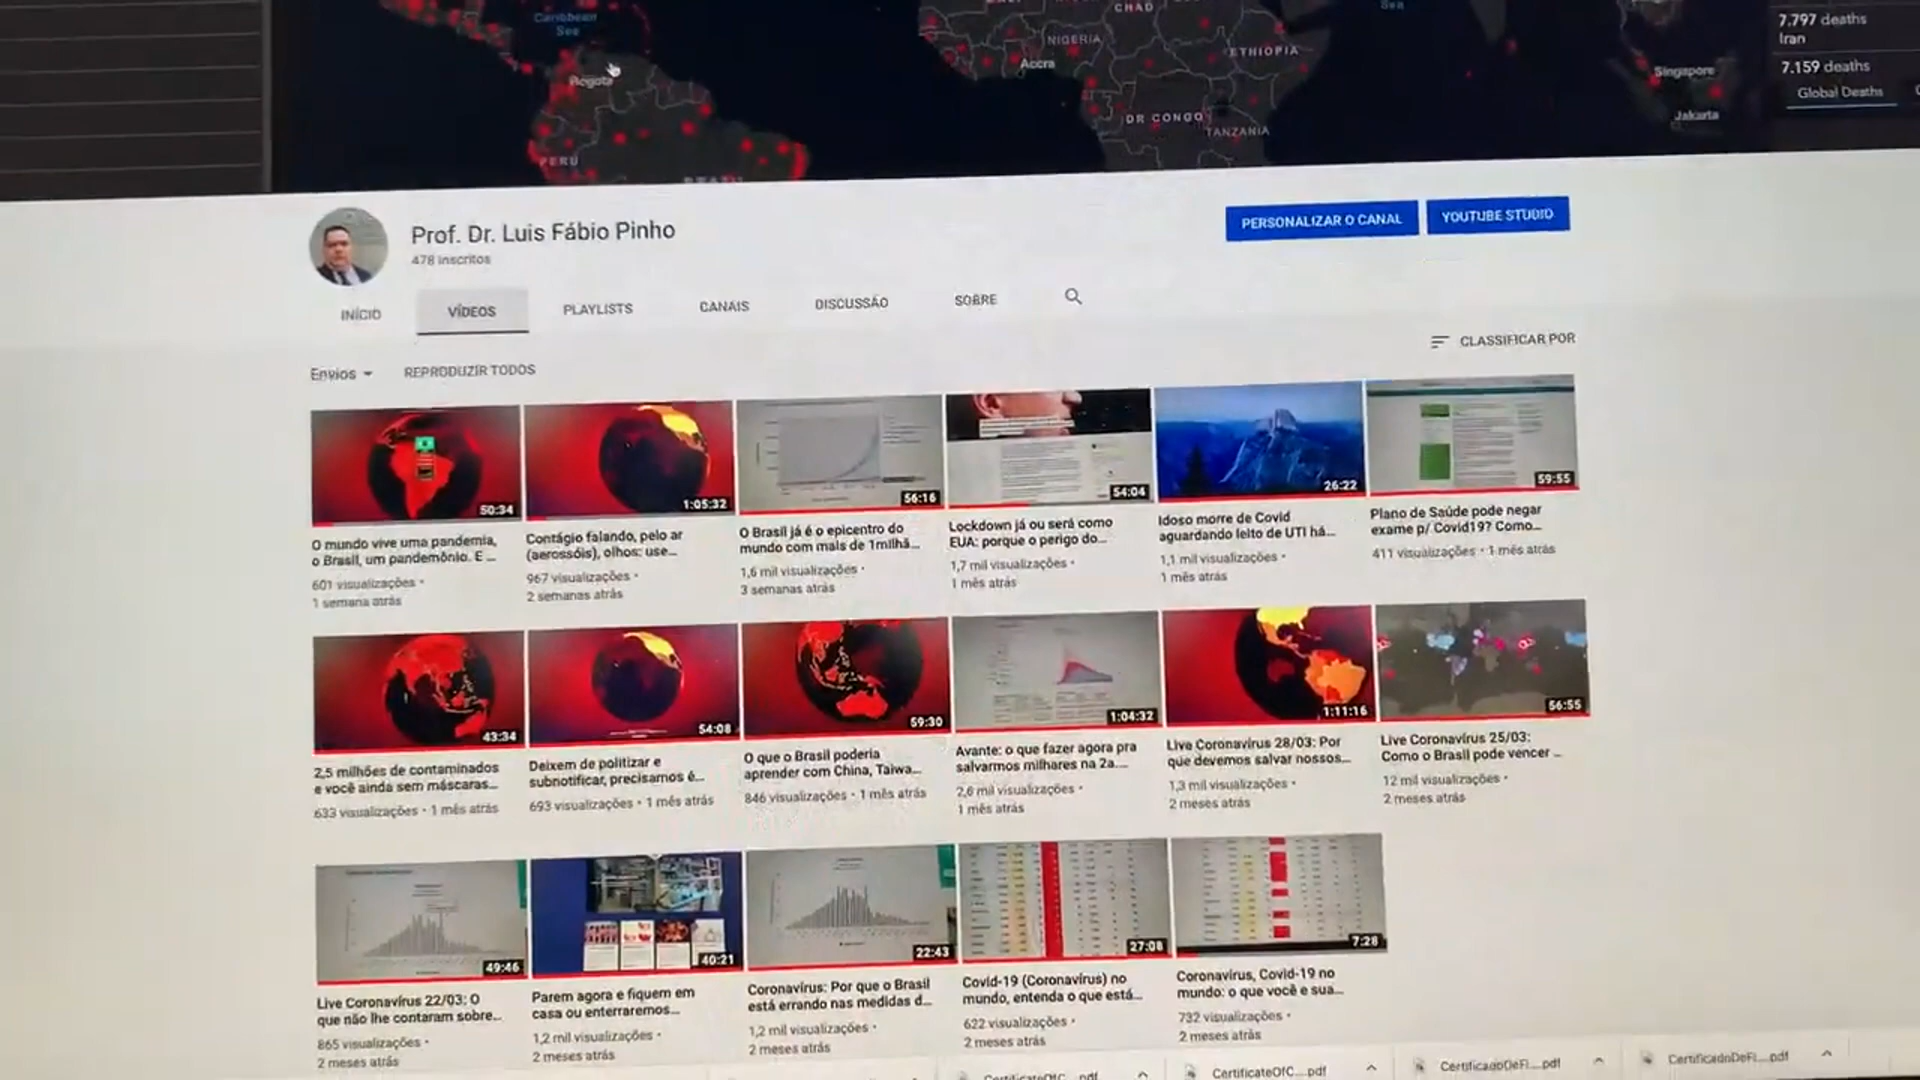 Caribbean
Sea
Bogota
PERU
BRAZIL
CHAD
NIGERIA
Accra
ETHIOPIA
DR CONGO
TANZANIA
Sea
Singapore
Jakarta
7.797 deaths
Iran
7.159 deaths
Global Deaths
Prof. Dr. Luis Fábio Pinho
478 inscritos
PERSONALIZAR O CANAL
YOUTUBE STUDIO
INÍCIO
VÍDEOS
PLAYLISTS
CANAIS
DISCUSSÃO
SOBRE
CLASSIFICAR POR
Envios
REPRODUZIR TODOS
50:34
O mundo vive uma pandemia,
o Brasil, um pandemônio. E ...
601 visualizações •
1 semana atrás
1:05:32
Contágio falando, pelo ar
(aerossóis), olhos: use...
967 visualizações •
2 semanas atrás
56:16
O Brasil já é o epicentro do
mundo com mais de 1milhã...
1,6 mil visualizações •
3 semanas atrás
54:04
Lockdown já ou será como
EUA: porque o perigo do...
1,7 mil visualizações •
1 mês atrás
26:22
Idoso morre de Covid
aguardando leito de UTI há...
1,1 mil visualizações •
1 mês atrás
59:55
Plano de Saúde pode negar
exame p/ Covid19? Como...
411 visualizações • 1 mês atrás
43:34
2,5 milhões de contaminados
e você ainda sem máscaras...
633 visualizações • 1 mês atrás
54:08
Deixem de politizar e
subnotificar, precisamos é...
693 visualizações • 1 mês atrás
59:30
O que o Brasil poderia
aprender com China, Taiwa...
846 visualizações • 1 mês atrás
1:04:32
Avante: o que fazer agora pra
salvarmos milhares na 2a....
2,6 mil visualizações •
1 mês atrás
1:11:16
Live Coronavírus 28/03: Por
que devemos salvar nossos...
1,3 mil visualizações •
2 meses atrás
56:55
Live Coronavírus 25/03:
Como o Brasil pode vencer ...
12 mil visualizações •
2 meses atrás
49:46
Live Coronavírus 22/03: O
que não lhe contaram sobre...
865 visualizações •
2 meses atrás
40:21
Parem agora e fiquem em
casa ou enterraremos...
1,2 mil visualizações •
2 meses atrás
22:43
Coronavírus: Por que o Brasil
está errando nas medidas d...
1,2 mil visualizações •
2 meses atrás
27:08
Covid-19 (Coronavírus) no
mundo, entenda o que está...
622 visualizações •
2 meses atrás
7:28
Coronavírus, Covid-19 no
mundo: o que você e sua...
732 visualizações •
2 meses atrás
CertificateOfC....pdf
CertificateOfC....pdf
CertificadoDeFi....pdf
CertificadoDeFi....pdf